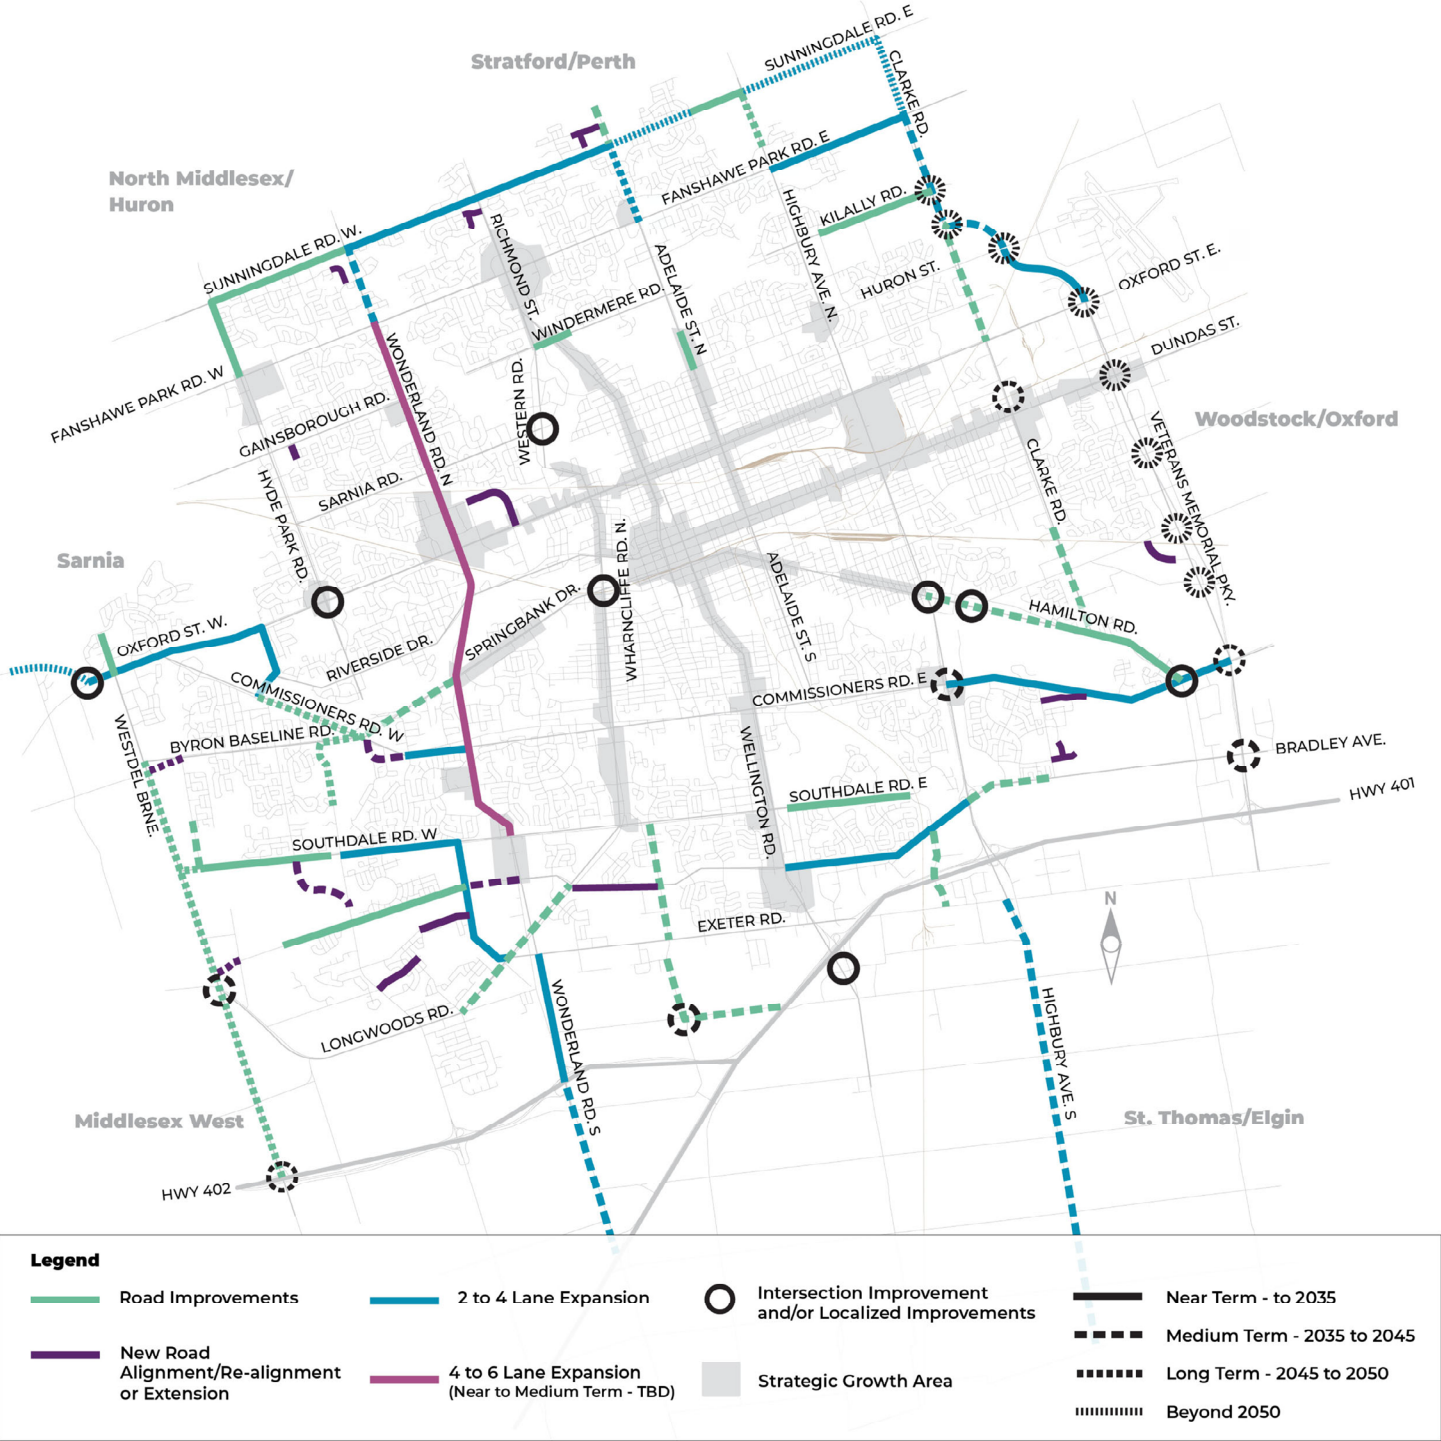 SUNNINGDALE RD. E
Stratford/Perth
CLARKE RD.
FANSHAWE PARK RD. E
North Middlesex/
Huron
KILALLY RD.
HIGHBURY AVE. N.
SUNNINGDALE RD. W.
RICHMOND ST.
ADELAIDE ST. N
HURON ST.
OXFORD ST. E.
WINDERMERE RD.
DUNDAS ST.
WONDERLAND RD. N
WESTERN RD.
FANSHAWE PARK RD. W
GAINSBOROUGH RD.
Woodstock/Oxford
VETERANS MEMORIAL PKY.
CLARKE RD.
HYDE PARK RD.
SARNIA RD.
Sarnia
WHARNCLIFFE RD. N.
ADELAIDE ST. S
SPRINGBANK DR.
HAMILTON RD.
OXFORD ST. W.
RIVERSIDE DR.
COMMISSIONERS RD. W
COMMISSIONERS RD. E
WESTDEL BRNE.
BYRON BASELINE RD.
WELLINGTON RD.
BRADLEY AVE.
SOUTHDALE RD. E
HWY 401
SOUTHDALE RD. W
N
EXETER RD.
WONDERLAND RD. S
HIGHBURY AVE. S
LONGWOODS RD.
Middlesex West
St. Thomas/Elgin
HWY 402
Legend
Road Improvements
New Road
Alignment/Re-alignment
or Extension
2 to 4 Lane Expansion
4 to 6 Lane Expansion
(Near to Medium Term - TBD)
Intersection Improvement
and/or Localized Improvements
Strategic Growth Area
Near Term - to 2035
Medium Term - 2035 to 2045
Long Term - 2045 to 2050
Beyond 2050